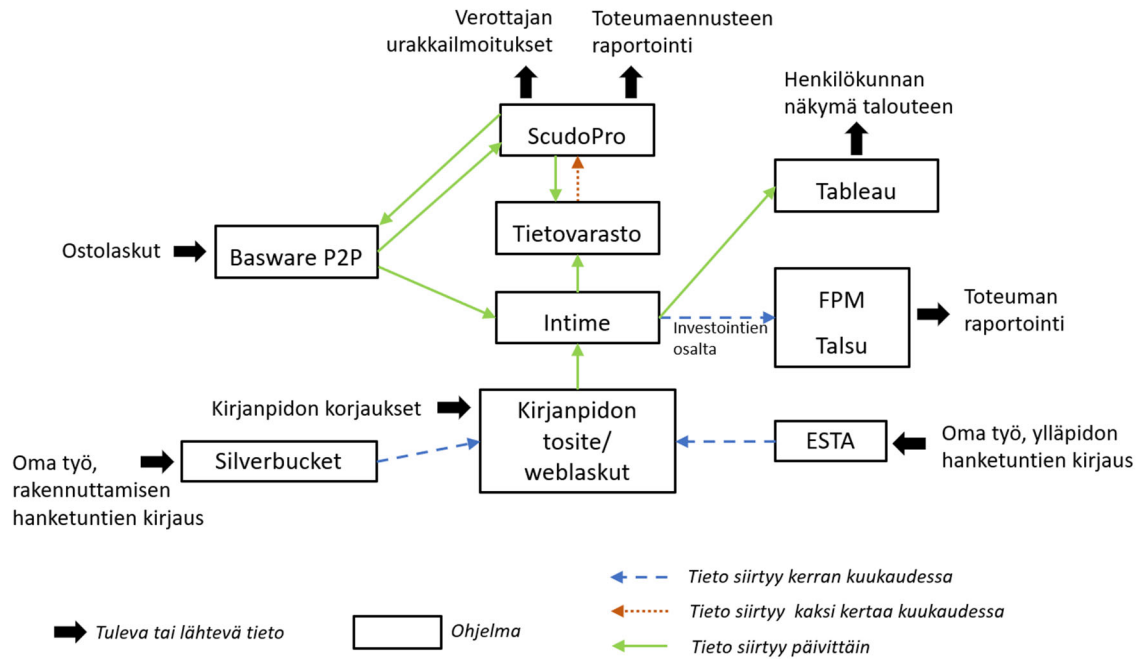 Verottajan
urakkailmoitukset
Toteumaennusteen
raportointi
Henkilökunnan
näkymä talouteen
ScudoPro
Tableau
Tietovarasto
Ostolaskut
Basware P2P
Intime
Investointien
osalta
FPM
Talsu
Toteuman
raportointi
Kirjanpidon korjaukset
Kirjanpidon
tosite/
weblaskut
Silverbucket
Oma työ,
rakennuttamisen
hanketuntien kirjaus
ESTA
Oma työ, ylläpidon
hanketuntien kirjaus
Tieto siirtyy kerran kuukaudessa
Tieto siirtyy kaksi kertaa kuukaudessa
Tieto siirtyy päivittäin
Tuleva tai lähtevä tieto
Ohjelma